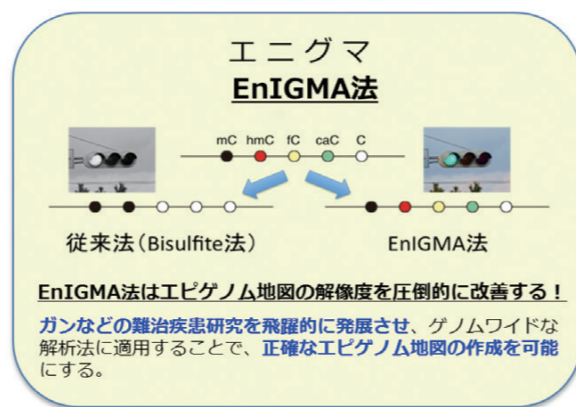 エニグマ
EnIGMA法
mC hmC fC caC C
従来法(Bisulfite法)
EnIGMA法
EnIGMA法はエピゲノム地図の解像度を圧倒的に改善する!
ガンなどの難治疾患研究を飛躍的に発展させ、ゲノムワイドな
解析法に適用することで、正確なエピゲノム地図の作成を可能
にする。